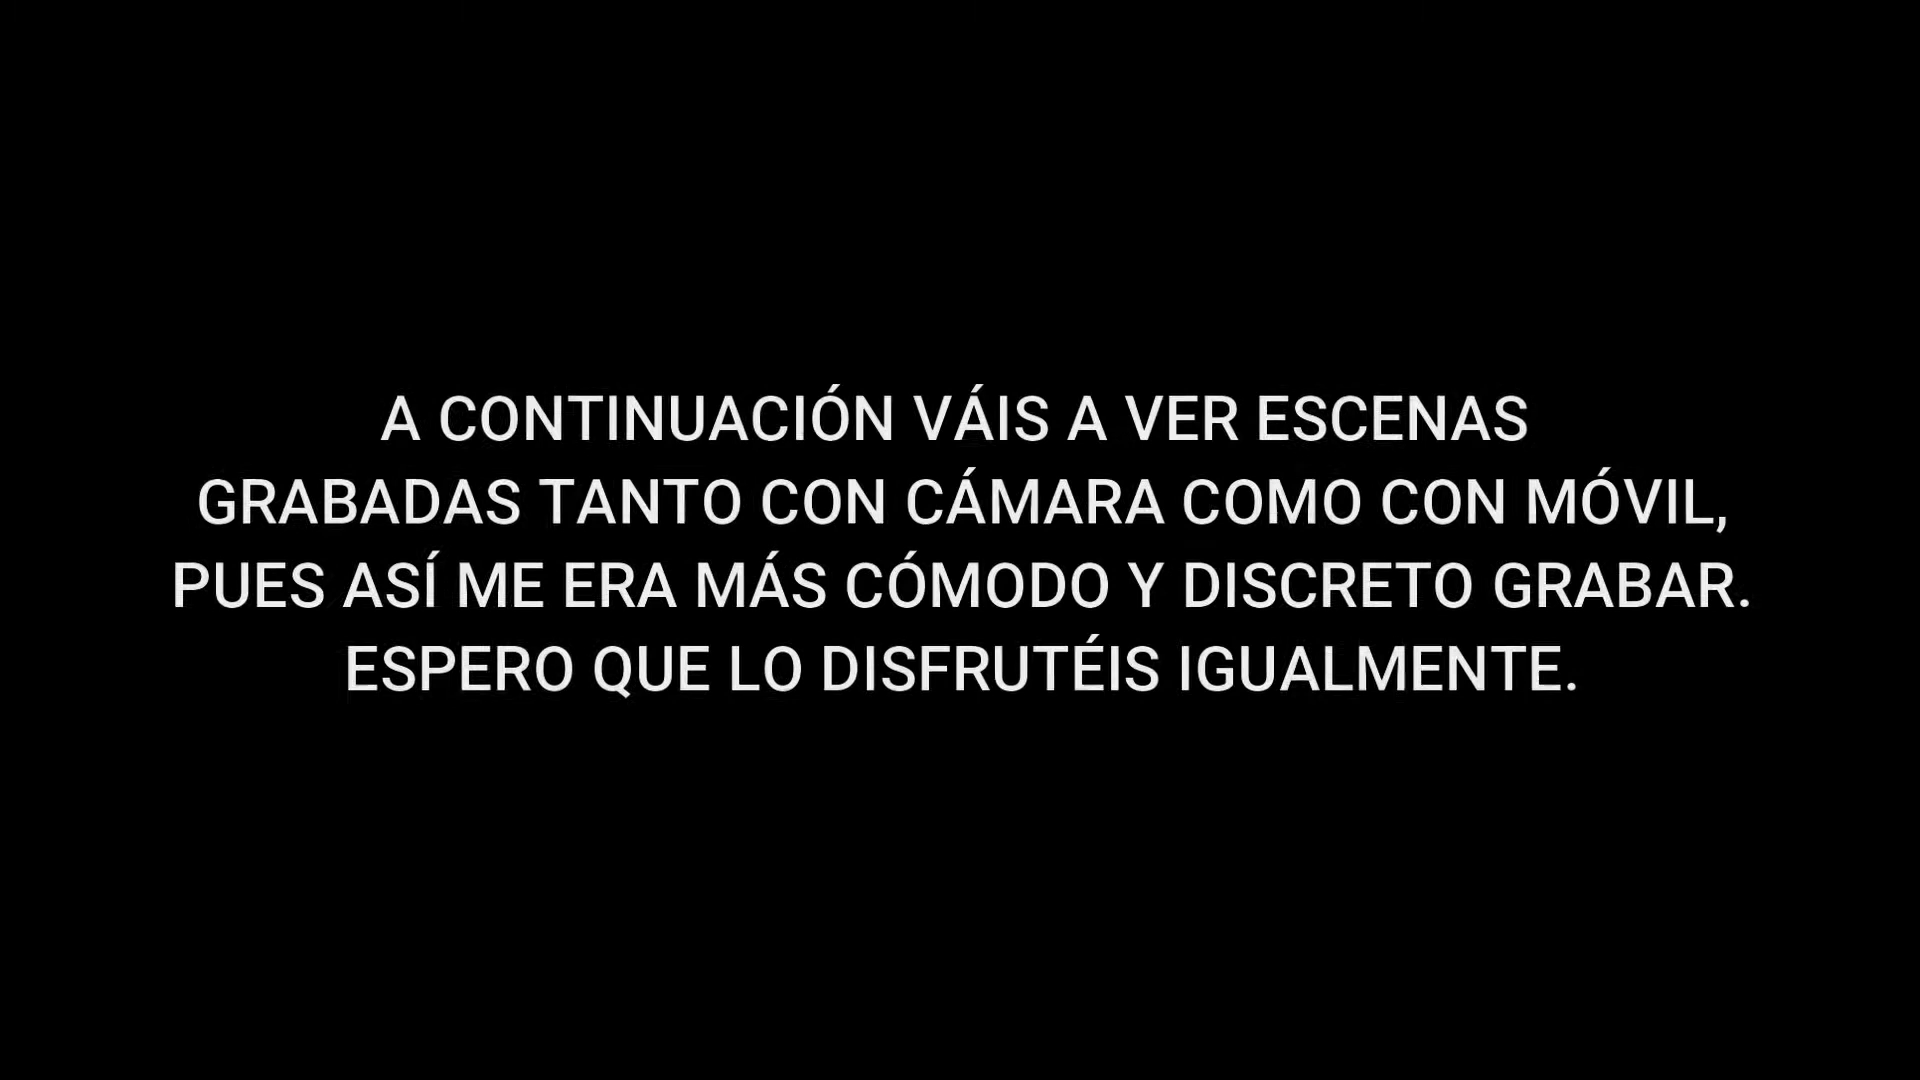 A CONTINUACIÓN VÁIS A VER ESCENAS
GRABADAS TANTO CON CÁMARA COMO CON MÓVIL,
PUES ASÍ ME ERA MÁS CÓMODO Y DISCRETO GRABAR.
ESPERO QUE LO DISFRUTÉIS IGUALMENTE.